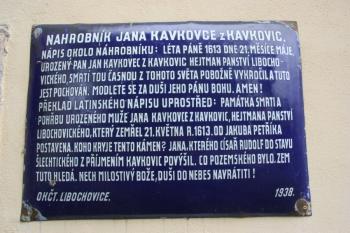 NÁHROBNÍK JANA KAVKOVCE z KAVKOVIC.
NÁPIS OKOLO NÁHROBNÍKU: LÉTA PÁNĚ 1613 DNE 21. MĚSÍCE MÁJE,
UROZENÝ PAN JAN KAVKOVEC Z KAVKOVIC HEJTMAN PANSTVÍ LIBOCHO-
VICKÉHO, SMRTÍ TOU ČASNOU Z TOHOTO SVĚTA POBOŽNĚ VYKROČIL A TUTO
JEST POCHOVÁN. MODLETE SE ZA DUŠI JEHO PÁNU BOHU. AMEN!
PŘEKLAD LATINSKÉHO NÁPISU UPROSTŘED: PAMÁTKA SMRTI A
POHŘBU UROZENÉHO MUŽE JANA KAVKOVCE Z KAVKOVIC, HEJTMANA PANSTVÍ
LIBOCHOVICKÉHO, KTERÝ ZEMŘEL 21. KVĚTNA R. 1613. OD JAKUBA PETŘÍKA
POSTAVENA. KOHO KRYJE TENTO KÁMEN? JANA, KTERÉHO CÍSAŘ RUDOLF DO STAVU
ŠLECHTICKÉHO Z PŘÍJMENÍM KAVKOVIC POVÝŠIL. CO POZEMSKÉHO BYLO, ZEM
TUTO HLEDÁ. NECH MILOSTIVÝ BOŽE, DUŠI DO NEBES NAVRÁTITI!
OKČT. LIBOCHOVICE. 1938.